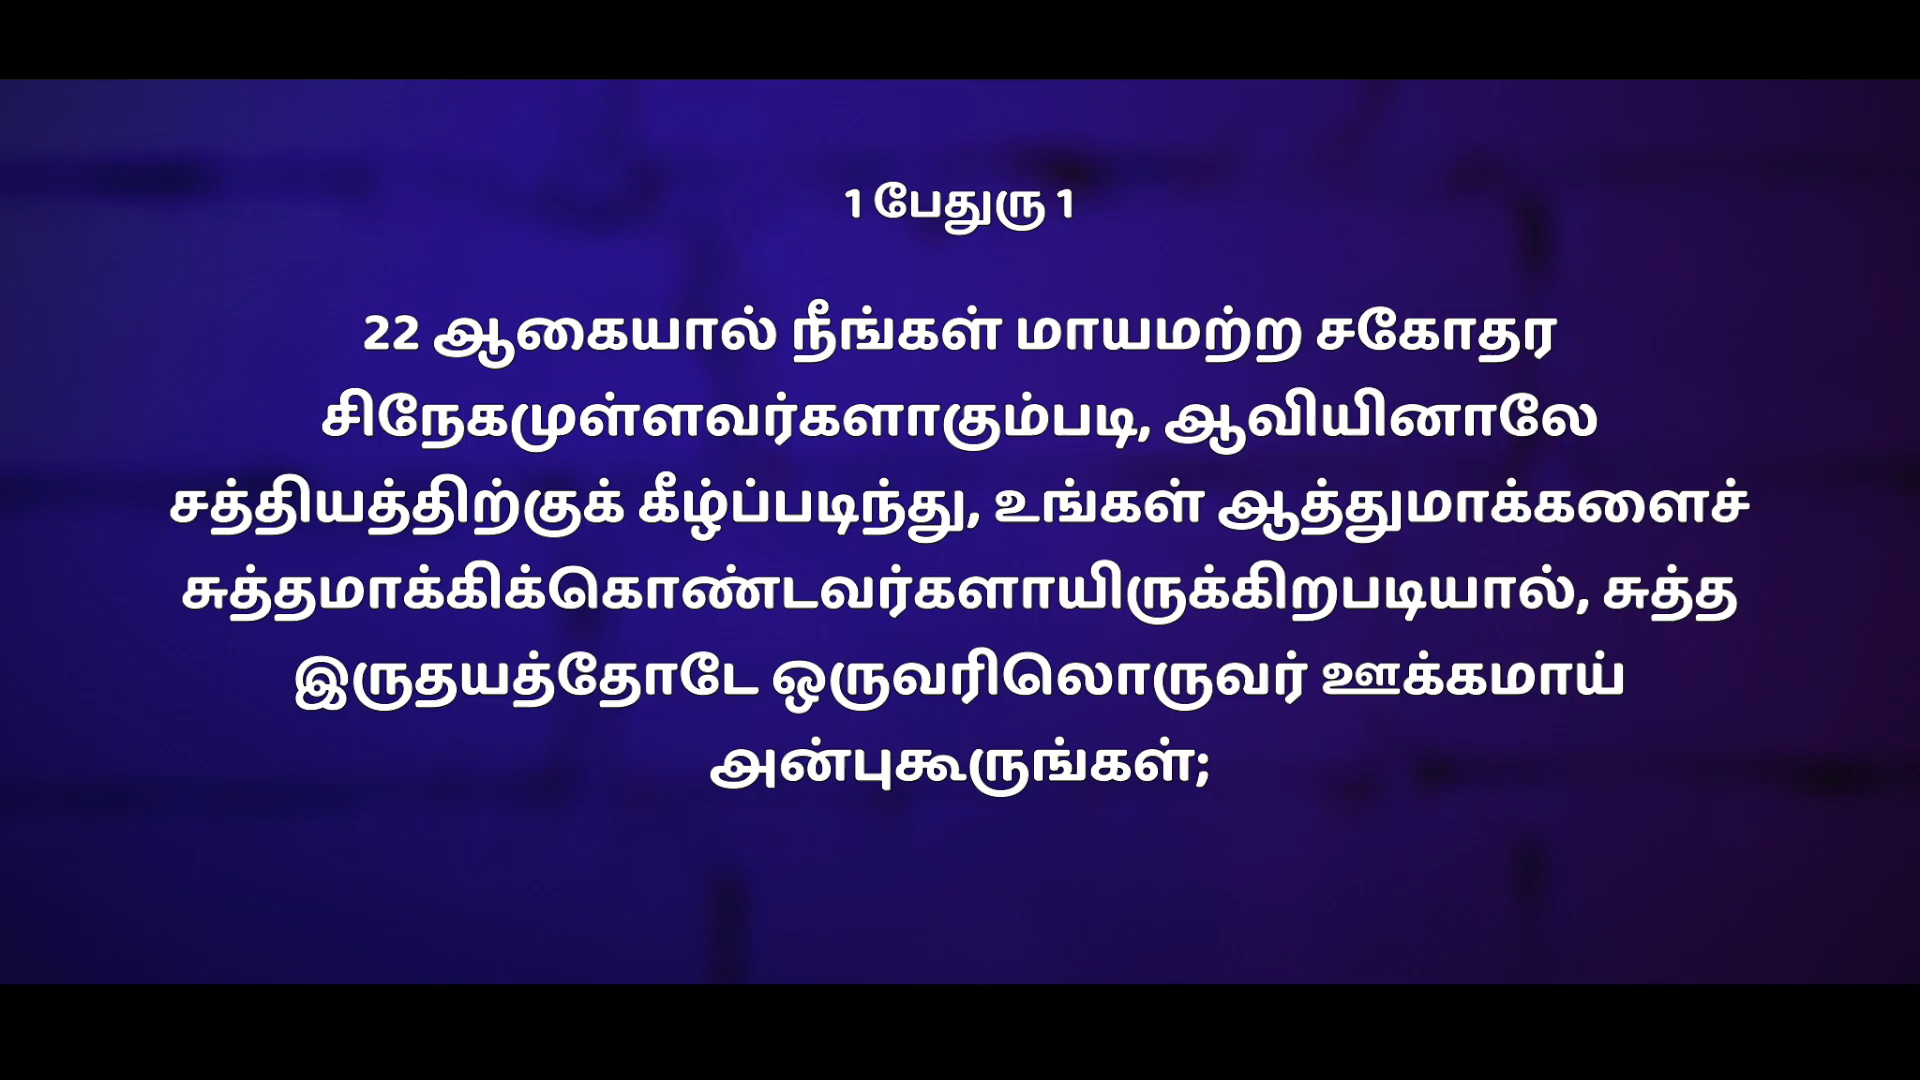 1 பேதுரு 1
22 ஆகையால் நீங்கள் மாயமற்ற சகோதர
சிநேகமுள்ளவர்களாகும்படி, ஆவியினாலே
சத்தியத்திற்குக் கீழ்ப்படிந்து, உங்கள் ஆத்துமாக்களைச்
சுத்தமாக்கிக்கொண்டவர்களாயிருக்கிறபடியால், சுத்த
இருதயத்தோடே ஒருவரிலொருவர் ஊக்கமாய்
அன்புகூருங்கள்;